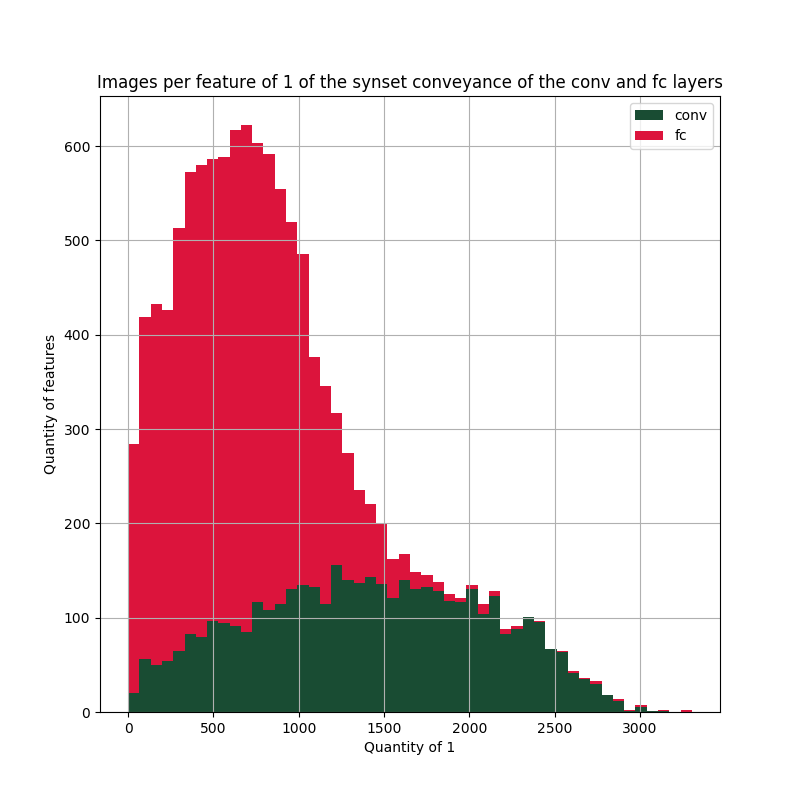 Images per feature of 1 of the synset conveyance of the conv and fc layers
conv
fc
600
500
400
300
200
100
0
Quantity of features
0 500 1000 1500 2000 2500 3000
Quantity of 1